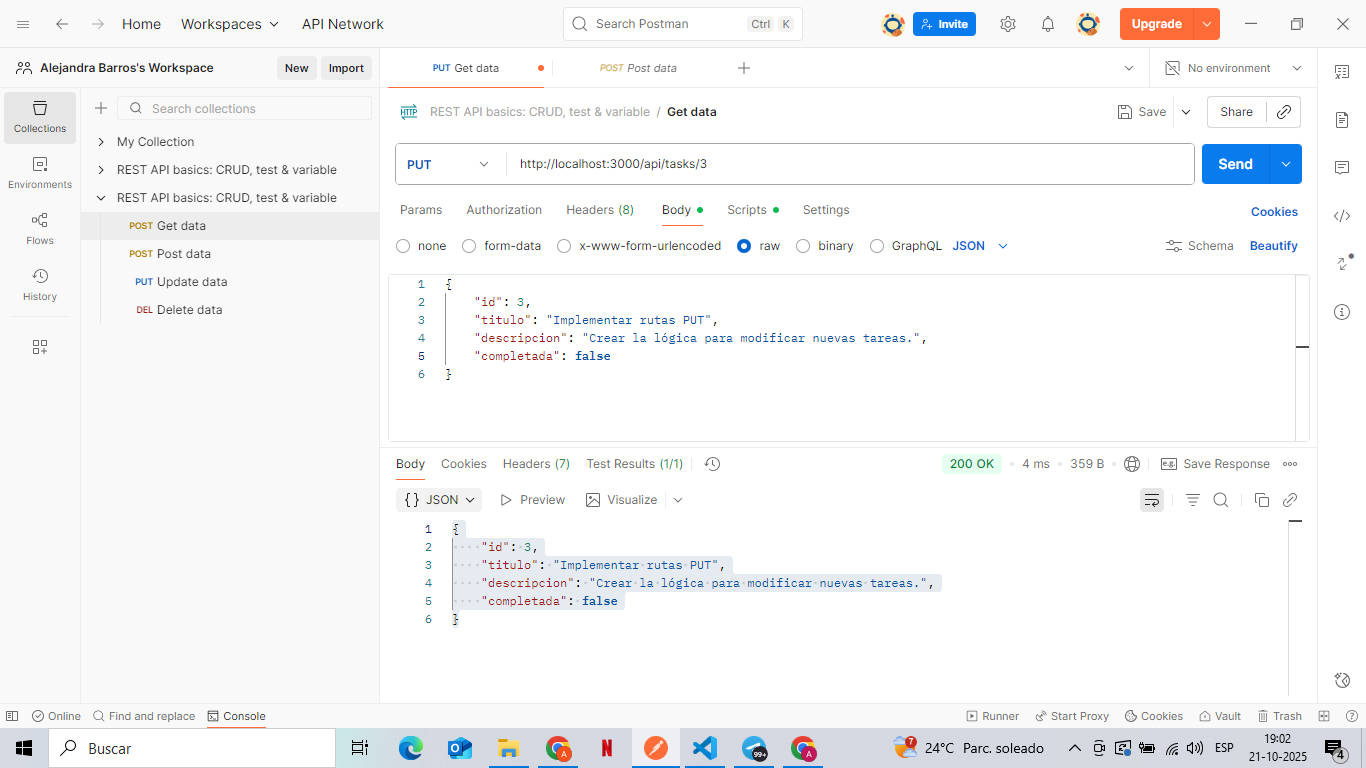 Home Workspaces API Network Search Postman Ctrl K Invite Upgrade
Alejandra Barros's Workspace New Import PUT Get data POST Post data No environment
Collections
Environments
Flows
History
Search collections
My Collection
REST API basics: CRUD, test & variable
REST API basics: CRUD, test & variable
POST Get data
POST Post data
PUT Update data
DEL Delete data
HTTP REST API basics: CRUD, test & variable / Get data Save Share
PUT http://localhost:3000/api/tasks/3 Send
Params Authorization Headers (8) Body Scripts Settings Cookies
none form-data x-www-form-urlencoded raw binary GraphQL JSON Schema Beautify
1 {
2 "id": 3,
3 "titulo": "Implementar rutas PUT",
4 "descripcion": "Crear la lógica para modificar nuevas tareas.",
5 "completada": false
6 }
Body Cookies Headers (7) Test Results (1/1) 200 OK 4 ms 359 B e.g. Save Response
{} JSON Preview Visualize
1 {
2 "id": 3,
3 "titulo": "Implementar rutas PUT",
4 "descripcion": "Crear la lógica para modificar nuevas tareas.",
5 "completada": false
6 }
Online Find and replace Console Runner Start Proxy Cookies Vault Trash
Buscar A N 99+ A 7 24°C Parc. soleado ESP 19:02
21-10-2025 4